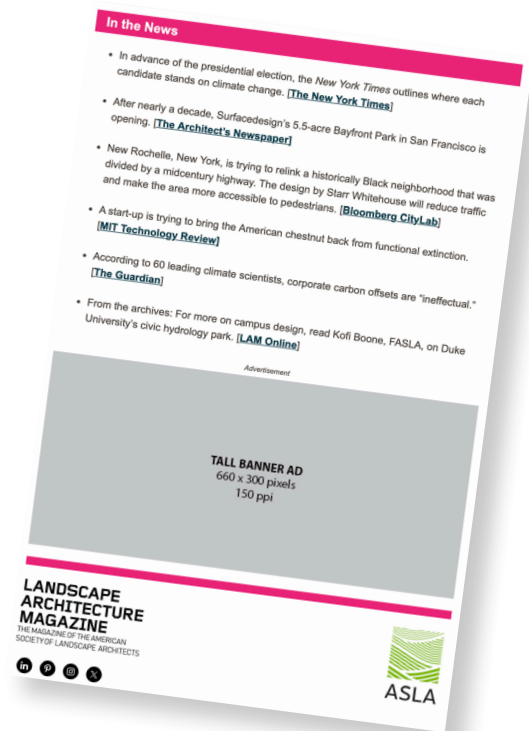 In the News
• In advance of the presidential election, the New York Times outlines where each
candidate stands on climate change. [The New York Times]
• After nearly a decade, Surfacedesign's 5.5-acre Bayfront Park in San Francisco is
opening. [The Architect's Newspaper]
• New Rochelle, New York, is trying to relink a historically Black neighborhood that was
divided by a midcentury highway. The design by Starr Whitehouse will reduce traffic
and make the area more accessible to pedestrians. [Bloomberg CityLab]
• A start-up is trying to bring the American chestnut back from functional extinction.
[MIT Technology Review]
• According to 60 leading climate scientists, corporate carbon offsets are "ineffectual."
[The Guardian]
• From the archives: For more on campus design, read Kofi Boone, FASLA, on Duke
University's civic hydrology park. [LAM Online]
Advertisement
TALL BANNER AD
660 x 300 pixels
150 ppi
LANDSCAPE
ARCHITECTURE
MAGAZINE
THE MAGAZINE OF THE AMERICAN
SOCIETY OF LANDSCAPE ARCHITECTS
ASLA